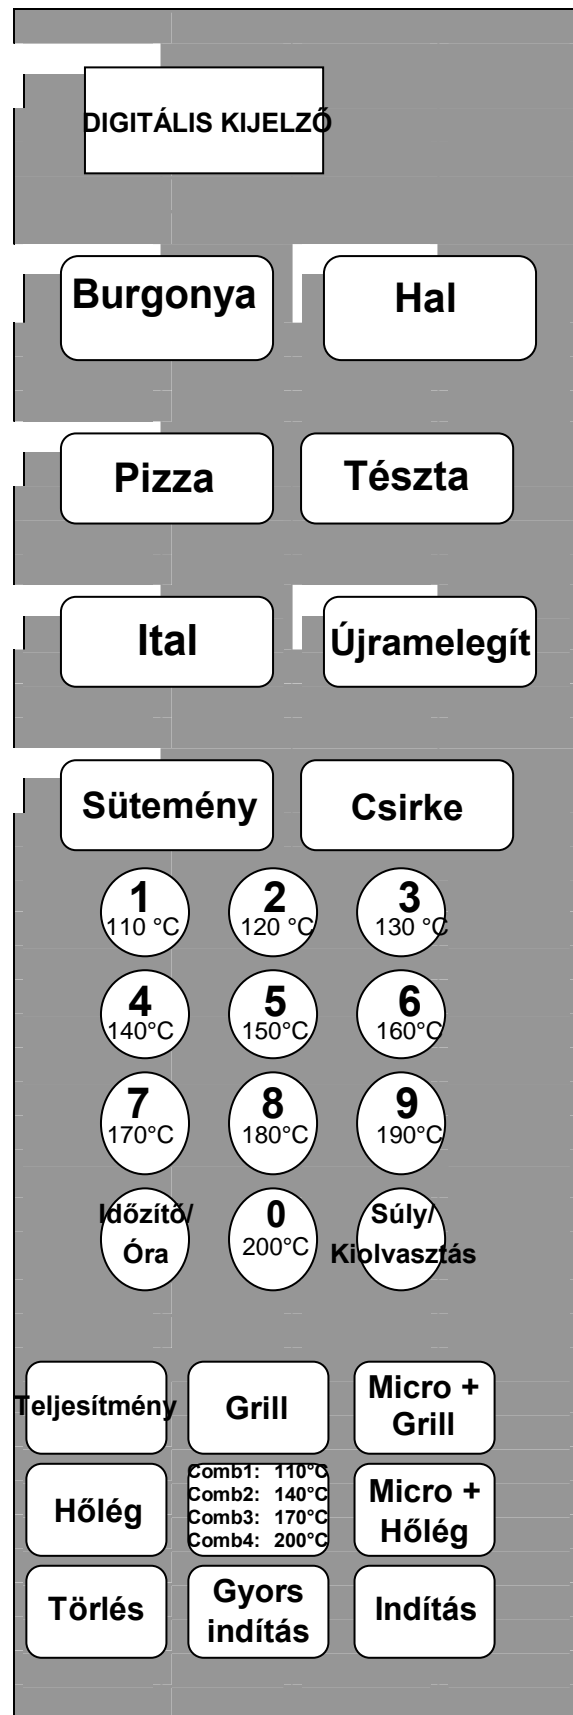 DIGITÁLIS KIJELZŐ
Burgonya
Hal
Pizza
Tészta
Ital
Újramelegít
Sütemény
Csirke
1
110 °C
2
120 °C
3
130 °C
4
140°C
5
150°C
6
160°C
7
170°C
8
180°C
9
190°C
Időzítő/
Óra
0
200°C
Súly/
Kiolvasztás
Teljesítmény
Grill
Micro +
Grill
Hőlég
Comb1: 110°C
Comb2: 140°C
Comb3: 170°C
Comb4: 200°C
Micro +
Hőlég
Törlés
Gyors
indítás
Indítás